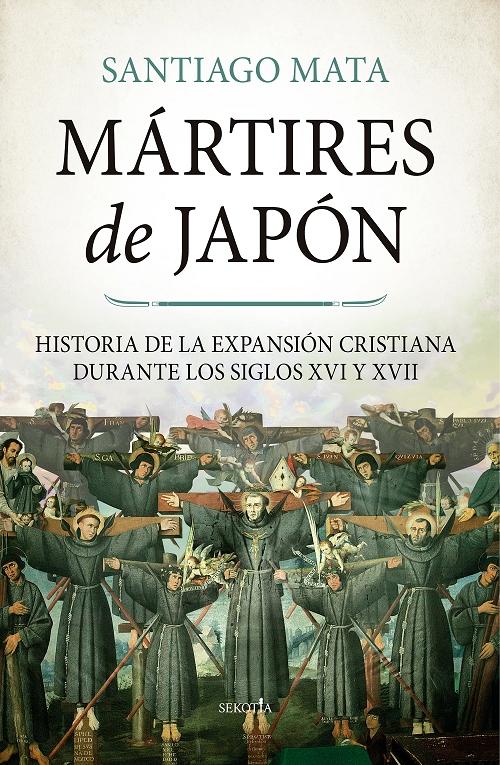 SANTIAGO MATA
MÁRTIRES
de JAPÓN
HISTORIA DE LA EXPANSIÓN CRISTIANA
DURANTE LOS SIGLOS XVI Y XVII
SEKOTIA